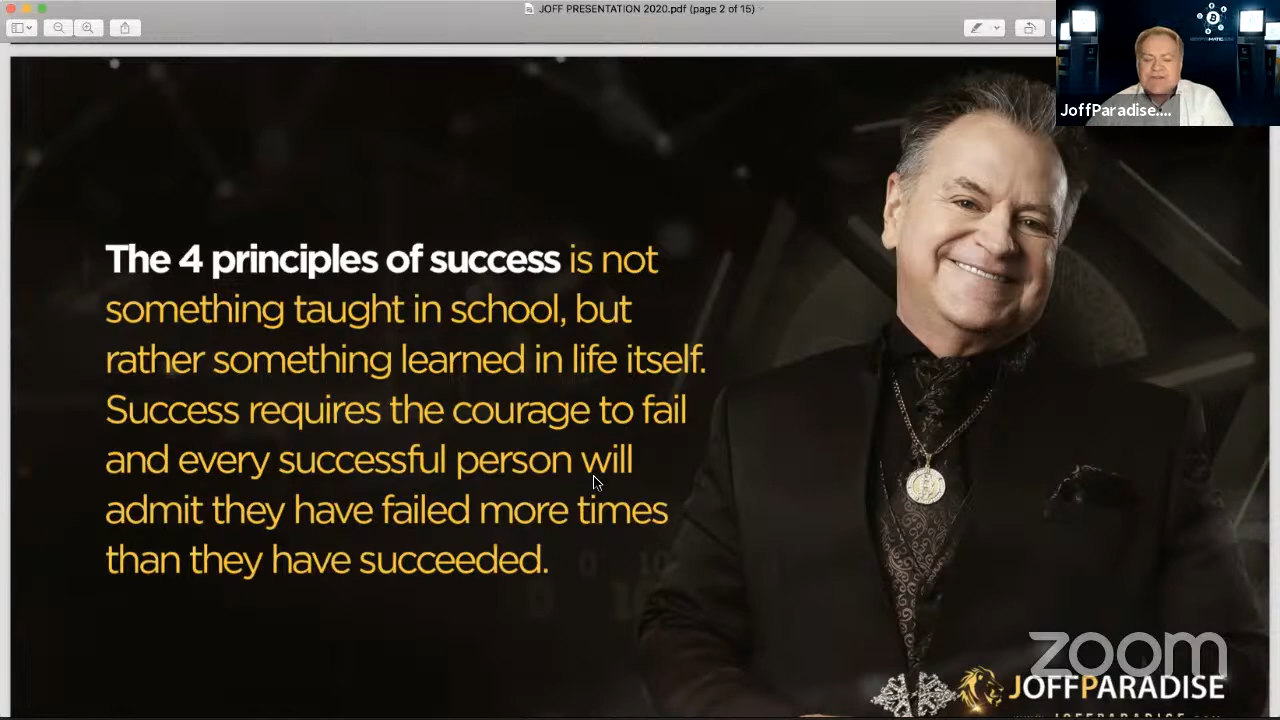 JOFF PRESENTATION 2020.pdf (page 2 of 15)
JoffParadise....
The 4 principles of success is not
something taught in school, but
rather something learned in life itself.
Success requires the courage to fail
and every successful person will
admit they have failed more times
than they have succeeded.
zoom
JOFFPARADISE